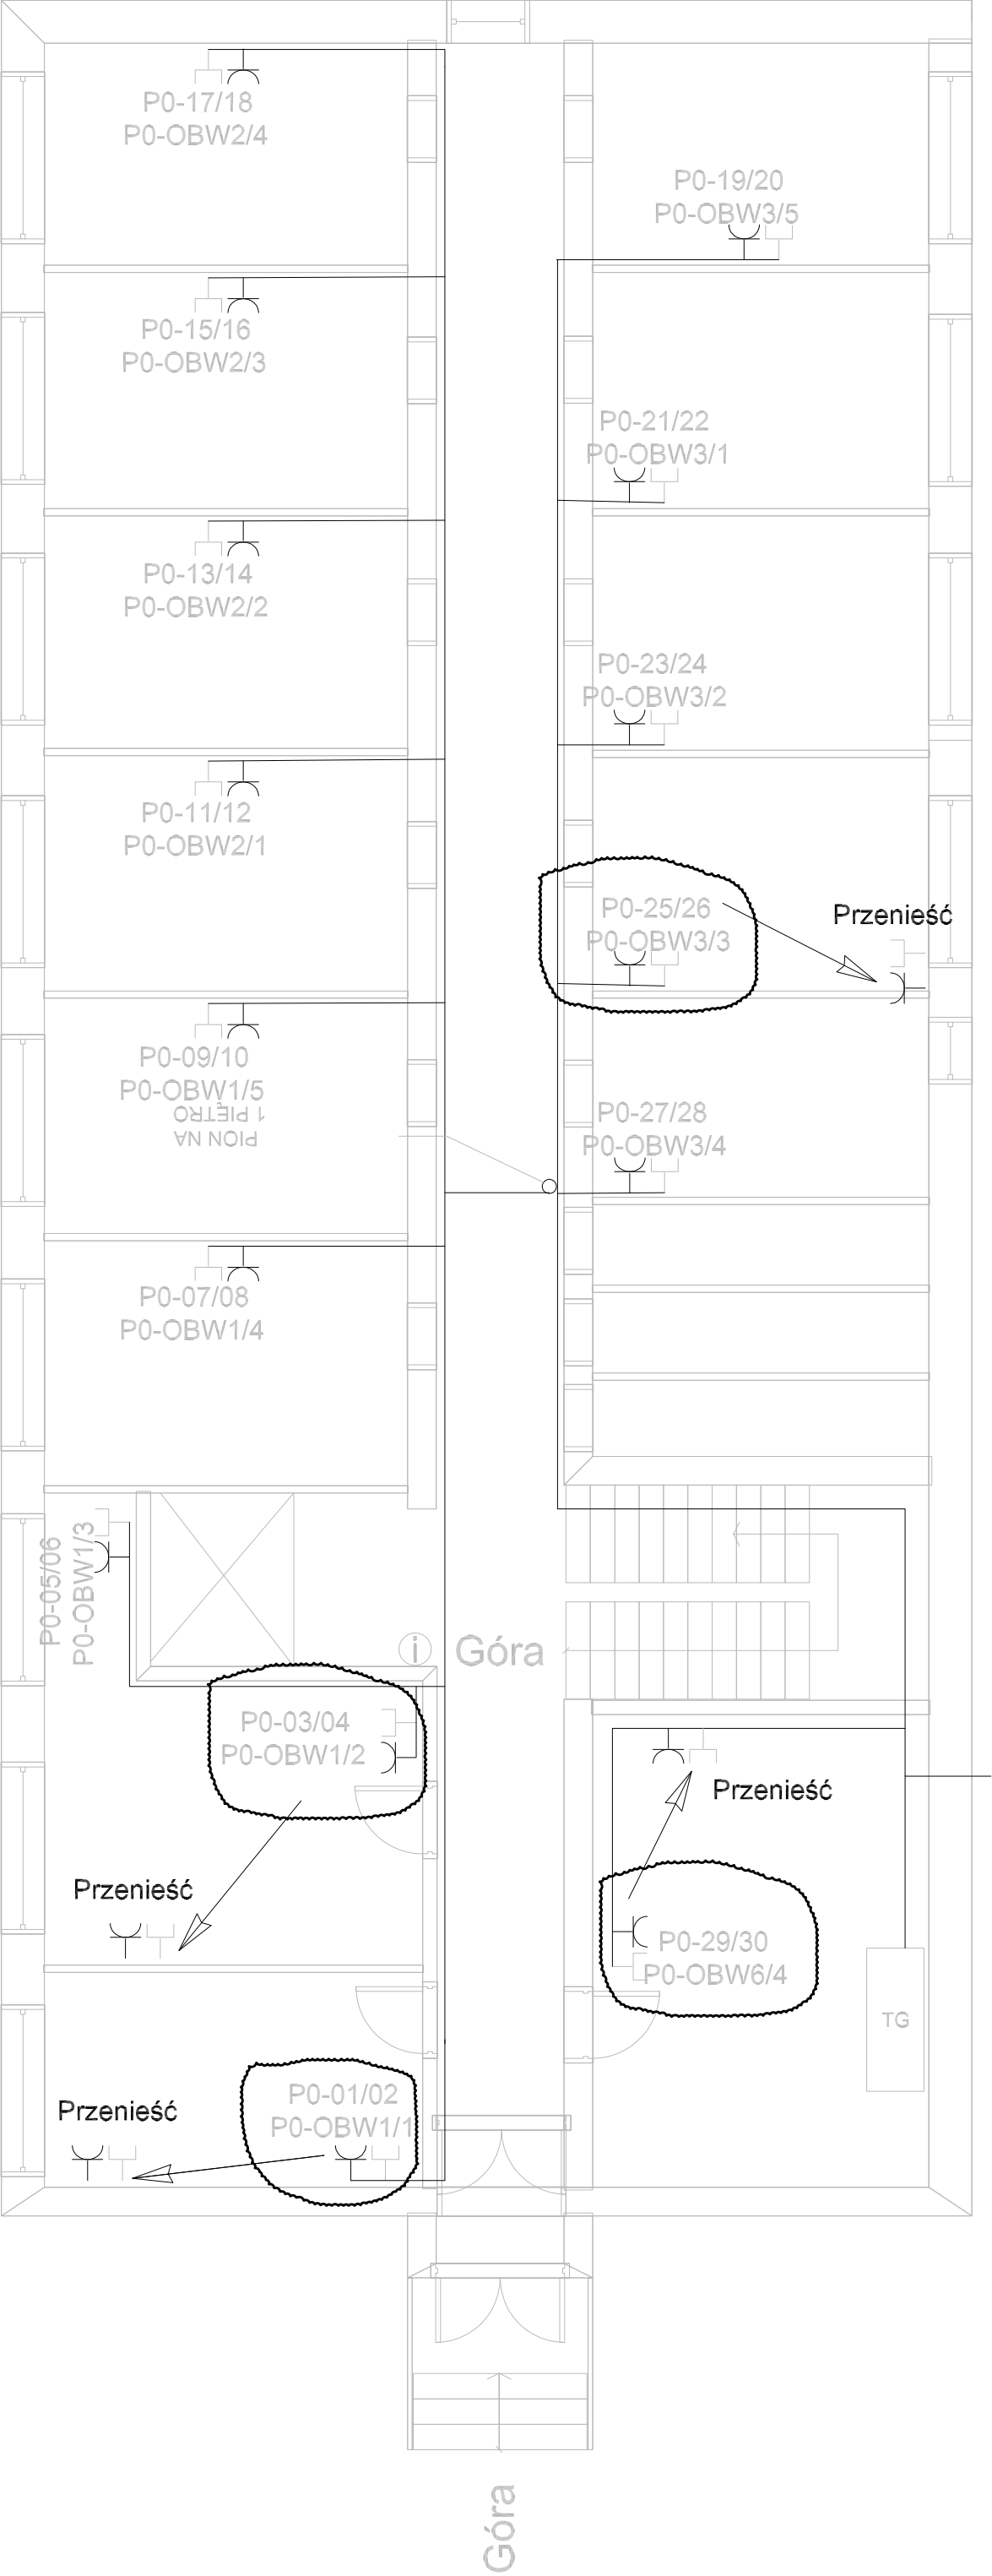 P0-17/18
P0-OBW2/4
P0-19/20
P0-OBW3/5
P0-15/16
P0-OBW2/3
P0-21/22
P0-OBW3/1
P0-13/14
P0-OBW2/2
P0-23/24
P0-OBW3/2
P0-11/12
P0-OBW2/1
P0-25/26
P0-OBW3/3
Przenieść
P0-09/10
P0-OBW1/5
PION NA
1 PIĘTRO
P0-27/28
P0-OBW3/4
P0-07/08
P0-OBW1/4
P0-05/06
P0-OBW1/3
i
Góra
P0-03/04
P0-OBW1/2
Przenieść
Przenieść
P0-29/30
P0-OBW6/4
TG
P0-01/02
P0-OBW1/1
Przenieść
Góra